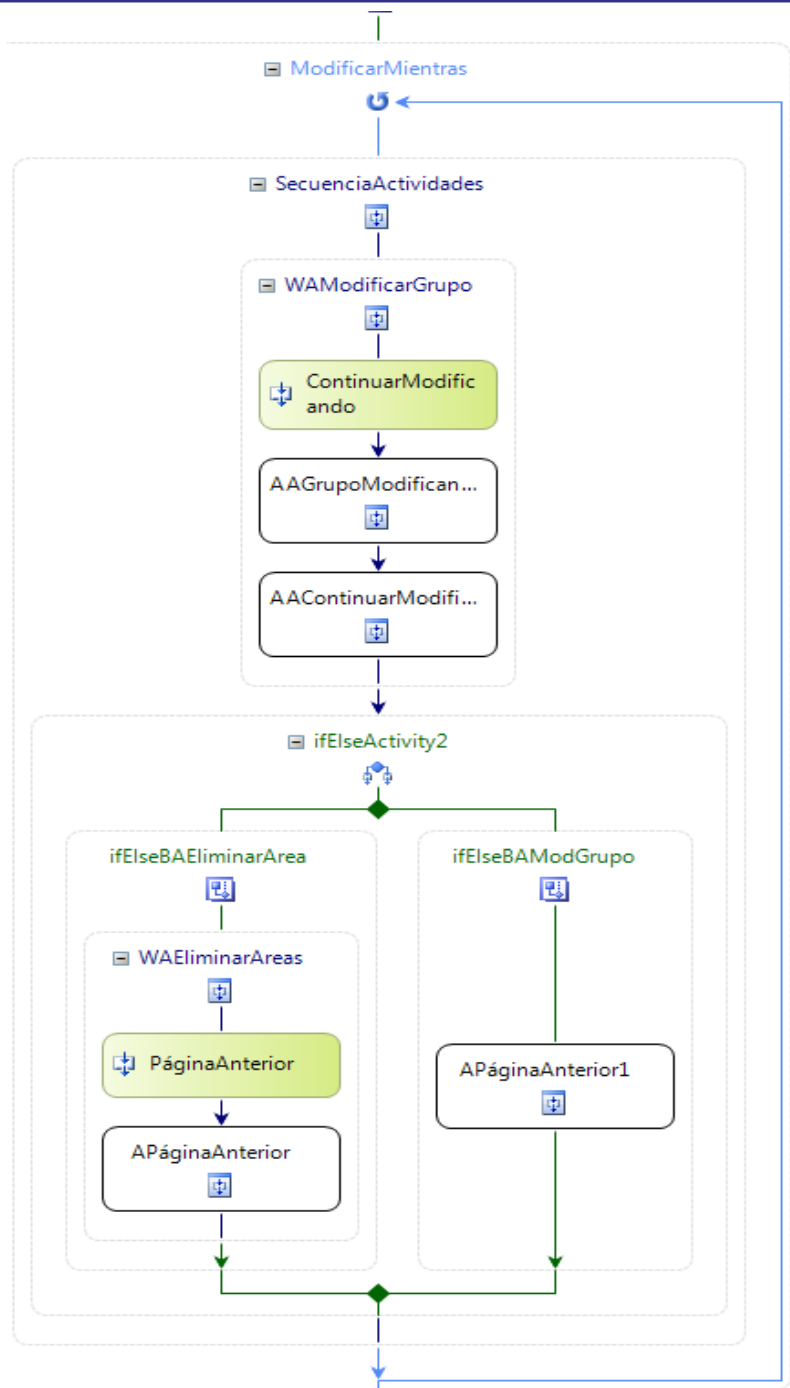 ModificarMientras
SecuenciaActividades
WAModificarGrupo
ContinuarModific
ando
AAGrupoModifican...
AAContinuarModifi...
ifElseActivity2
ifElseBAEliminarArea
ifElseBAModGrupo
WAEliminarAreas
PáginaAnterior
APáginaAnterior1
APáginaAnterior